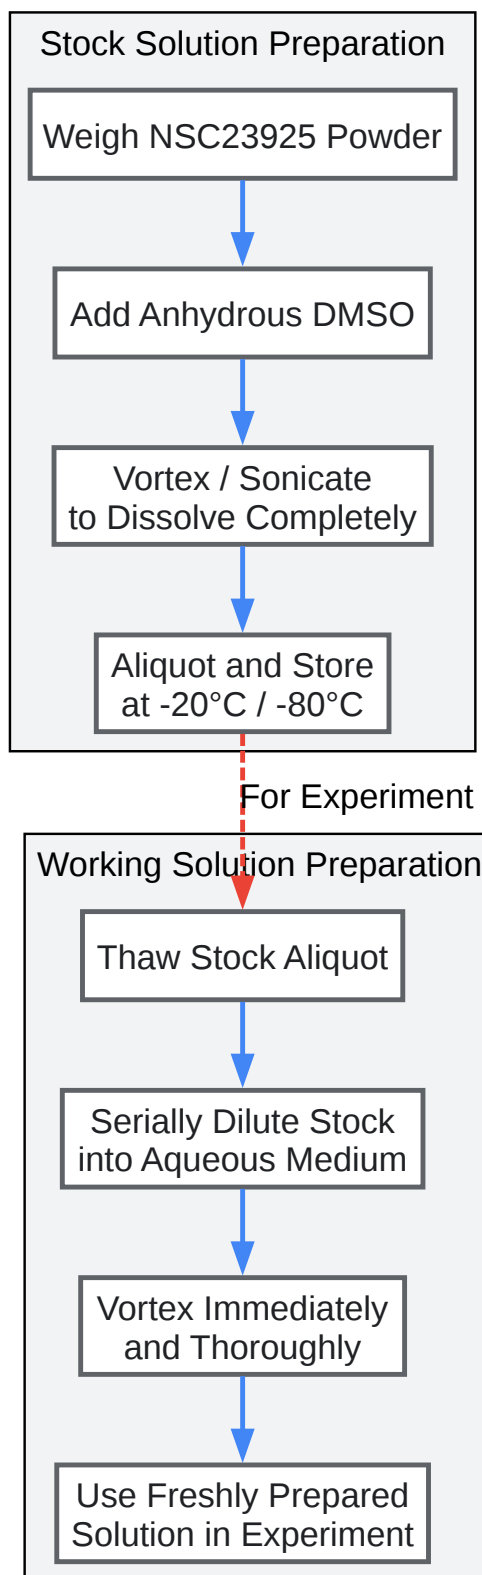 Stock Solution Preparation
Weigh NSC23925 Powder
Add Anhydrous DMSO
Vortex / Sonicate
to Dissolve Completely
Aliquot and Store
at -20°C / -80°C
For Experiment
Working Solution Preparation
Thaw Stock Aliquot
Serially Dilute Stock
into Aqueous Medium
Vortex Immediately
and Thoroughly
Use Freshly Prepared
Solution in Experiment